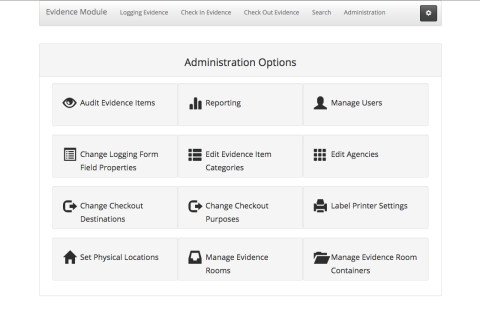 Evidence Module Logging Evidence Check In Evidence Check Out Evidence Search Administration
Administration Options
Audit Evidence Items
Reporting
Manage Users
Change Logging Form
Field Properties
Edit Evidence Item
Categories
Edit Agencies
Change Checkout
Destinations
Change Checkout
Purposes
Label Printer Settings
Set Physical Locations
Manage Evidence
Rooms
Manage Evidence Room
Containers